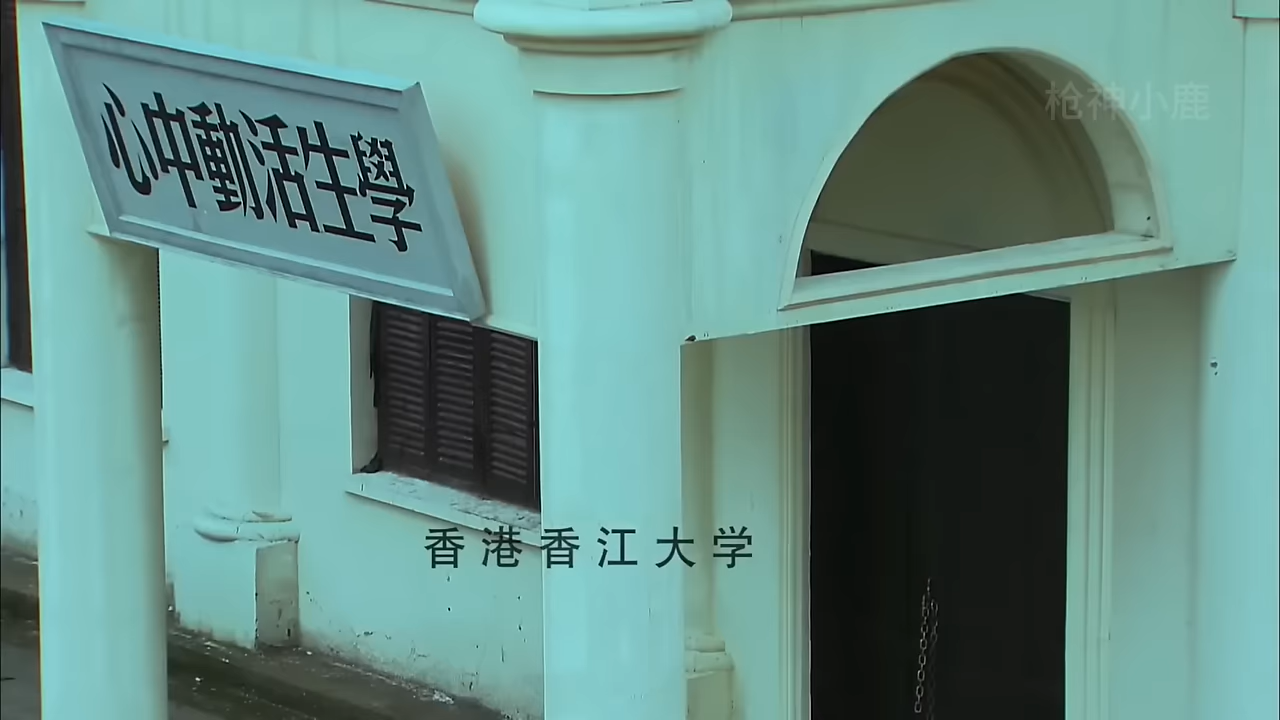 心中動活生學
枪神小鹿
香港香江大学